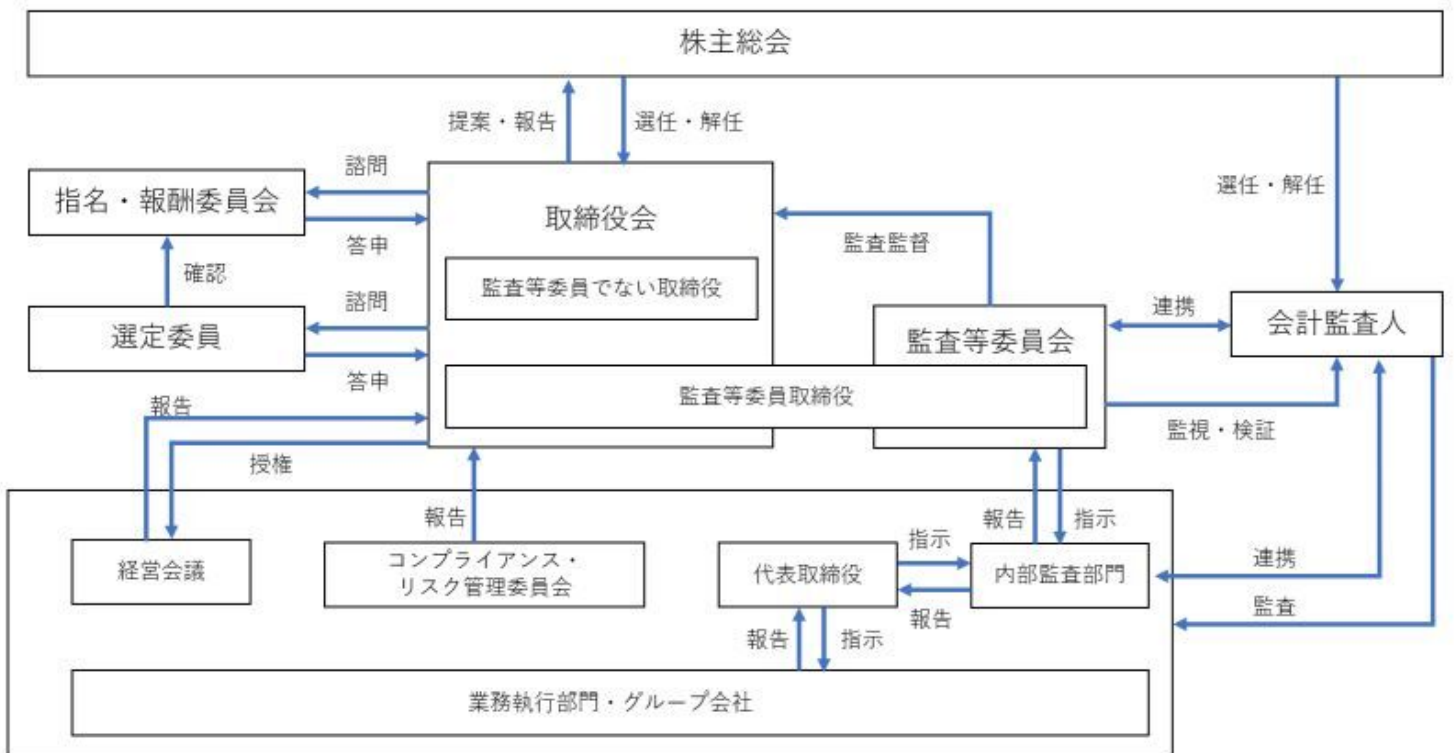 株主総会
提案・報告
選任・解任
選任・解任
諮問
指名・報酬委員会
答申
取締役会
監査監督
確認
監査等委員でない取締役
諮問
選定委員
答申
監査等委員会
連携
会計監査人
監査等委員取締役
報告
監視・検証
授権
報告
報告
指示
経営会議
コンプライアンス・
リスク管理委員会
代表取締役
指示
報告
内部監査部門
連携
監査
報告
指示
業務執行部門・グループ会社